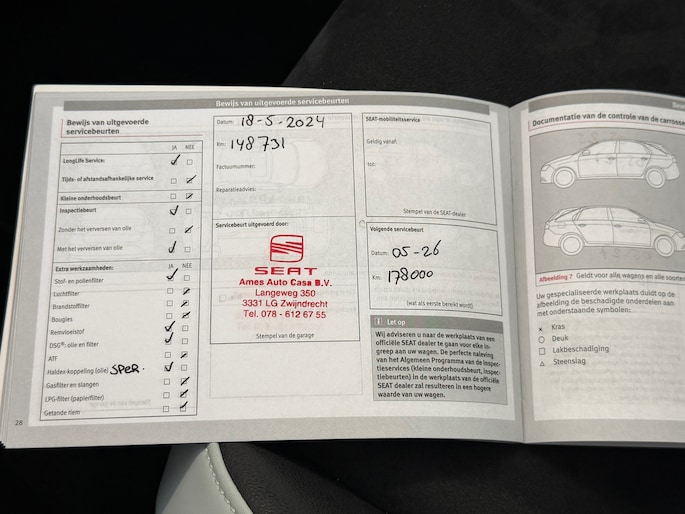 Bewijs van uitgevoerde servicebeurten
Bewijs van uitgevoerde
servicebeurten
JA NEE
LongLife Service:
Tijds- of afstandsafhankelijke service
Kleine onderhoudsbeurt
Inspectiebeurt
Zonder het verversen van olie
Met het verversen van olie
Extra werkzaamheden:
Stof- en pollenfilter
Luchtfilter
Brandstoffilter
Bougies
Remvloeistof
DSG®: olie en filter
ATF
Haldex-koppeling (olie) SPER.
Gasfilter en slangen
LPG-filter (papierfilter)
Getande riem
28
Datum: 18-5-2024
Km: 148731
Factuurnummer:
Reparatieadvies:
Servicebeurt uitgevoerd door:
SEAT
Ames Auto Casa B.V.
Langeweg 350
3331 LG Zwijndrecht
Tel. 078 - 612 67 55
Stempel van de garage
SEAT-mobiliteitsservice
Geldig vanaf:
tot:
Stempel van de SEAT-dealer
Volgende servicebeurt
Datum: 05-26
Km: 178000
(wat als eerste bereikt wordt)
i Let op
Wij adviseren u naar de werkplaats van een
officiële SEAT dealer te gaan voor elke in-
greep aan uw wagen. De perfecte naleving
van het Algemeen Programma van de inspec-
tieservices (kleine onderhoudsbeurt, inspec-
tiebeurten) in de werkplaats van de officiële
SEAT dealer zal resulteren in een hogere
waarde van uw wagen.
Documentatie van de controle van de carrosse
Afbeelding 7 Geldt voor alle wagens en alle soorten
Uw gespecialiseerde werkplaats duidt op de
afbeelding de beschadigde onderdelen aan
met onderstaande symbolen:
× Kras
○ Deuk
□ Lakbeschadiging
△ Steenslag